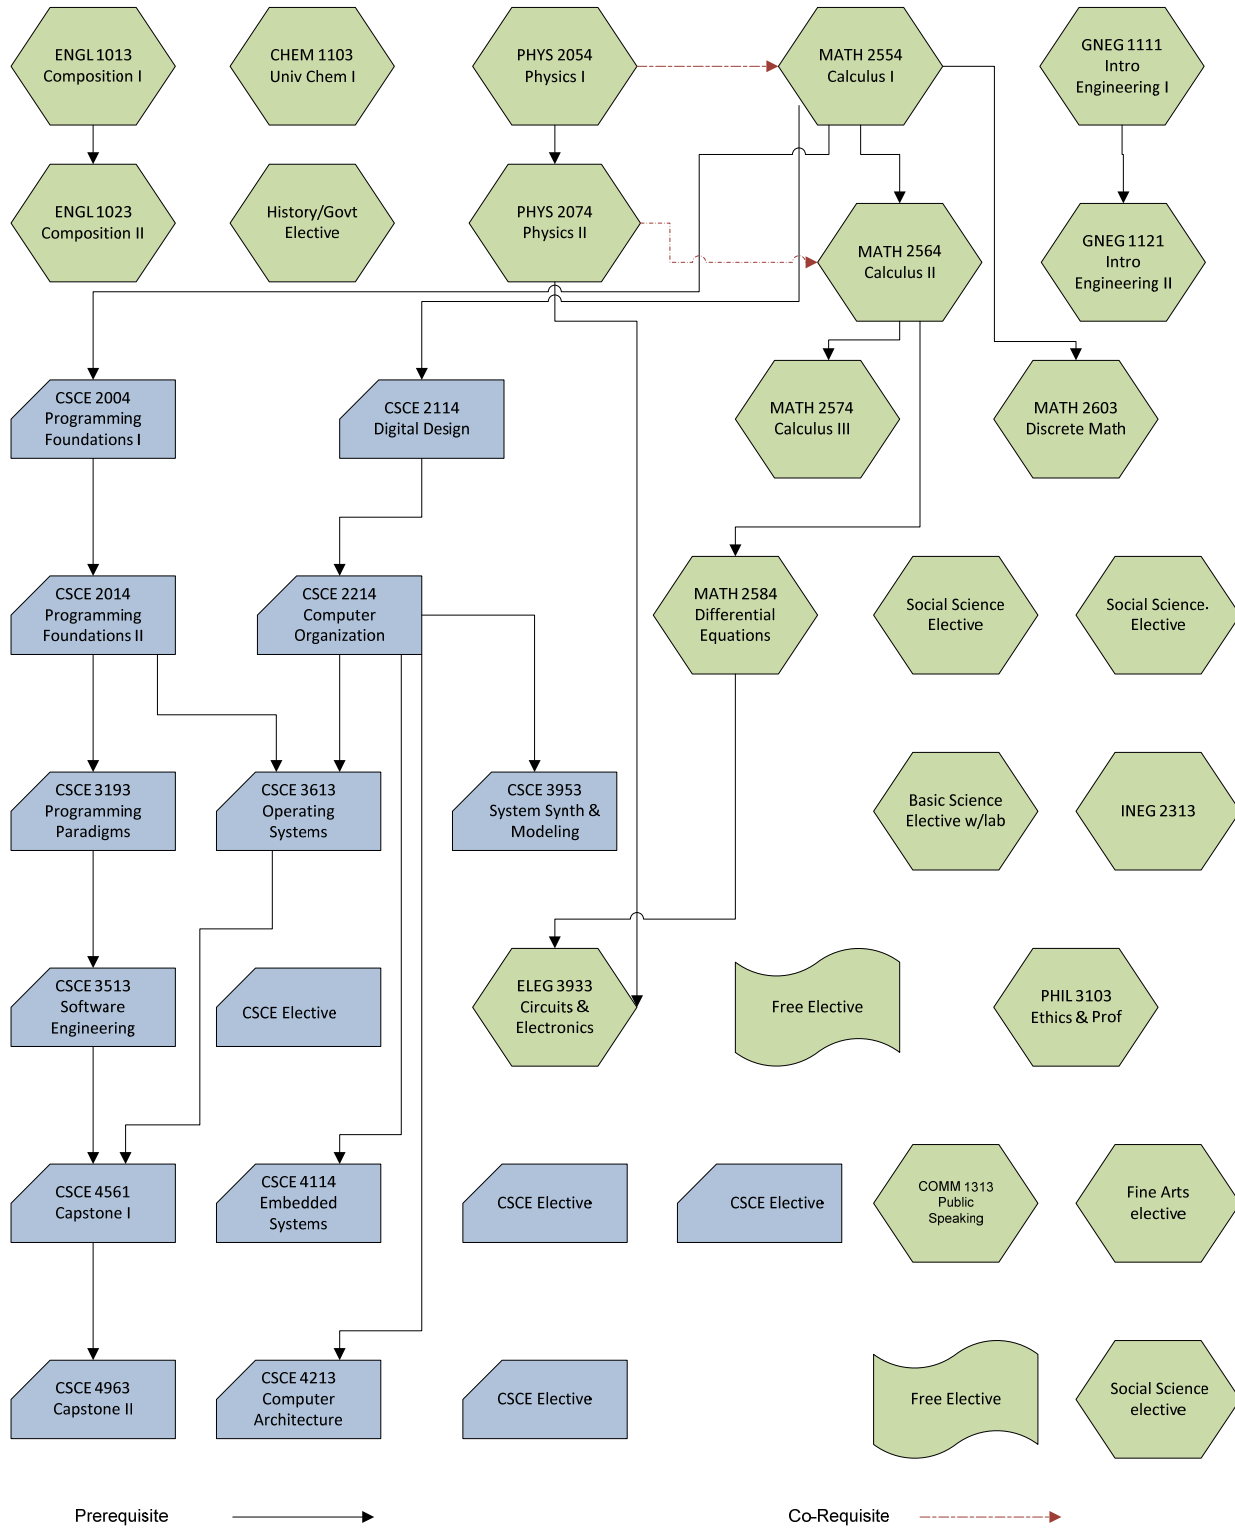 ENGL 1013
Composition I
CHEM 1103
Univ Chem I
PHYS 2054
Physics I
MATH 2554
Calculus I
GNEG 1111
Intro
Engineering I
ENGL 1023
Composition II
History/Govt
Elective
PHYS 2074
Physics II
MATH 2564
Calculus II
GNEG 1121
Intro
Engineering II
CSCE 2004
Programming
Foundations I
CSCE 2114
Digital Design
MATH 2574
Calculus III
MATH 2603
Discrete Math
CSCE 2014
Programming
Foundations II
CSCE 2214
Computer
Organization
MATH 2584
Differential
Equations
Social Science
Elective
Social Science.
Elective
CSCE 3193
Programming
Paradigms
CSCE 3613
Operating
Systems
CSCE 3953
System Synth &
Modeling
Basic Science
Elective w/lab
INEG 2313
CSCE 3513
Software
Engineering
CSCE Elective
ELEG 3933
Circuits &
Electronics
Free Elective
PHIL 3103
Ethics & Prof
CSCE 4561
Capstone I
CSCE 4114
Embedded
Systems
CSCE Elective
CSCE Elective
COMM 1313
Public
Speaking
Fine Arts
elective
CSCE 4963
Capstone II
CSCE 4213
Computer
Architecture
CSCE Elective
Free Elective
Social Science
elective
Prerequisite
Co-Requisite